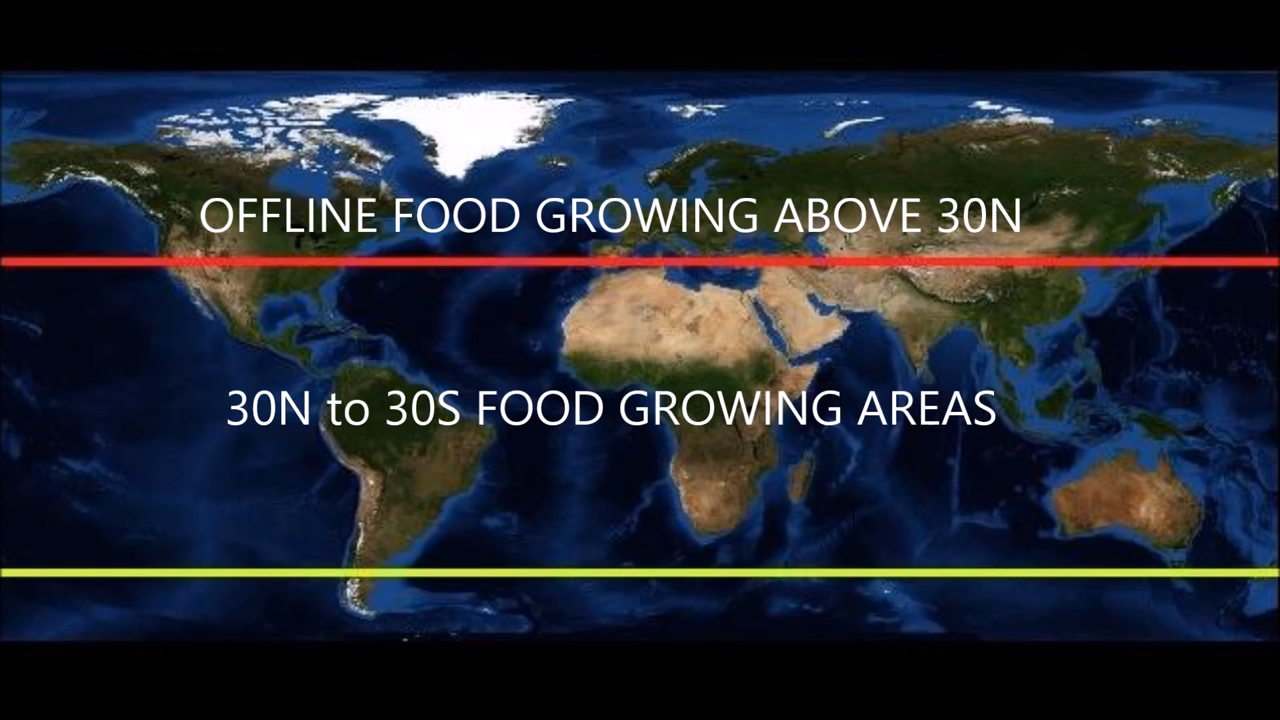 OFFLINE FOOD GROWING ABOVE 30N
30N to 30S FOOD GROWING AREAS